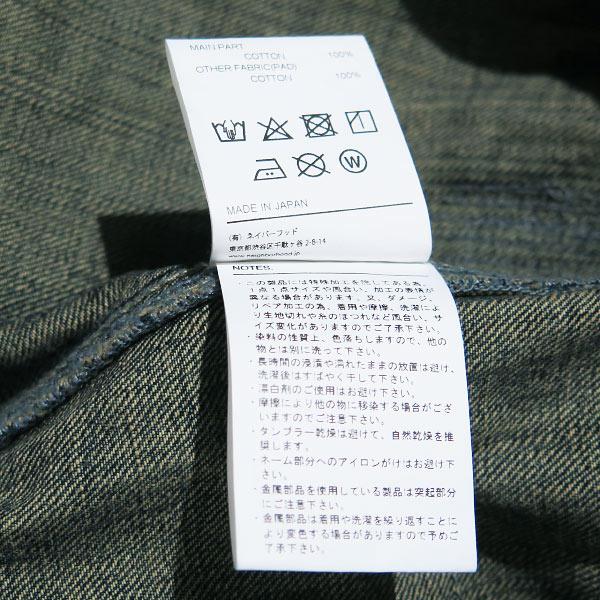 MAIN PART
COTTON 100%
OTHER FABRIC(PAD)
COTTON 100%
W
MADE IN JAPAN
(有)ネイバーフッド
東京都渋谷区千駄ヶ谷2-8-14
www.neighborhood.jp
NOTES.
・この製品には特殊加工を施してある為、
1点1点サイズや風合い、加工の表情が
異なる場合があります。又、ダメージ、
リペア加工の為、着用や摩擦、洗濯によ
り生地切れや糸のほつれなど風合い、サ
イズ変化がありますのでご了承下さい。
・染料の性質上、色落ちしますので、他の
物とは別に洗って下さい。
・長時間の浸漬や濡れたままの放置は避け、
洗濯後はすばやく干して下さい。
・漂白剤のご使用はお避け下さい。
・摩擦により他の物に移染する場合がござ
いますのでご注意下さい。
・タンブラー乾燥は避けて、自然乾燥を推
奨します。
・ネーム部分へのアイロンがけはお避け下
さい。
・金属部品を使用している製品は突起部分
にご注意下さい。
・金属部品は着用や洗濯を繰り返すことに
より変色する場合がありますので予めご
了承下さい。